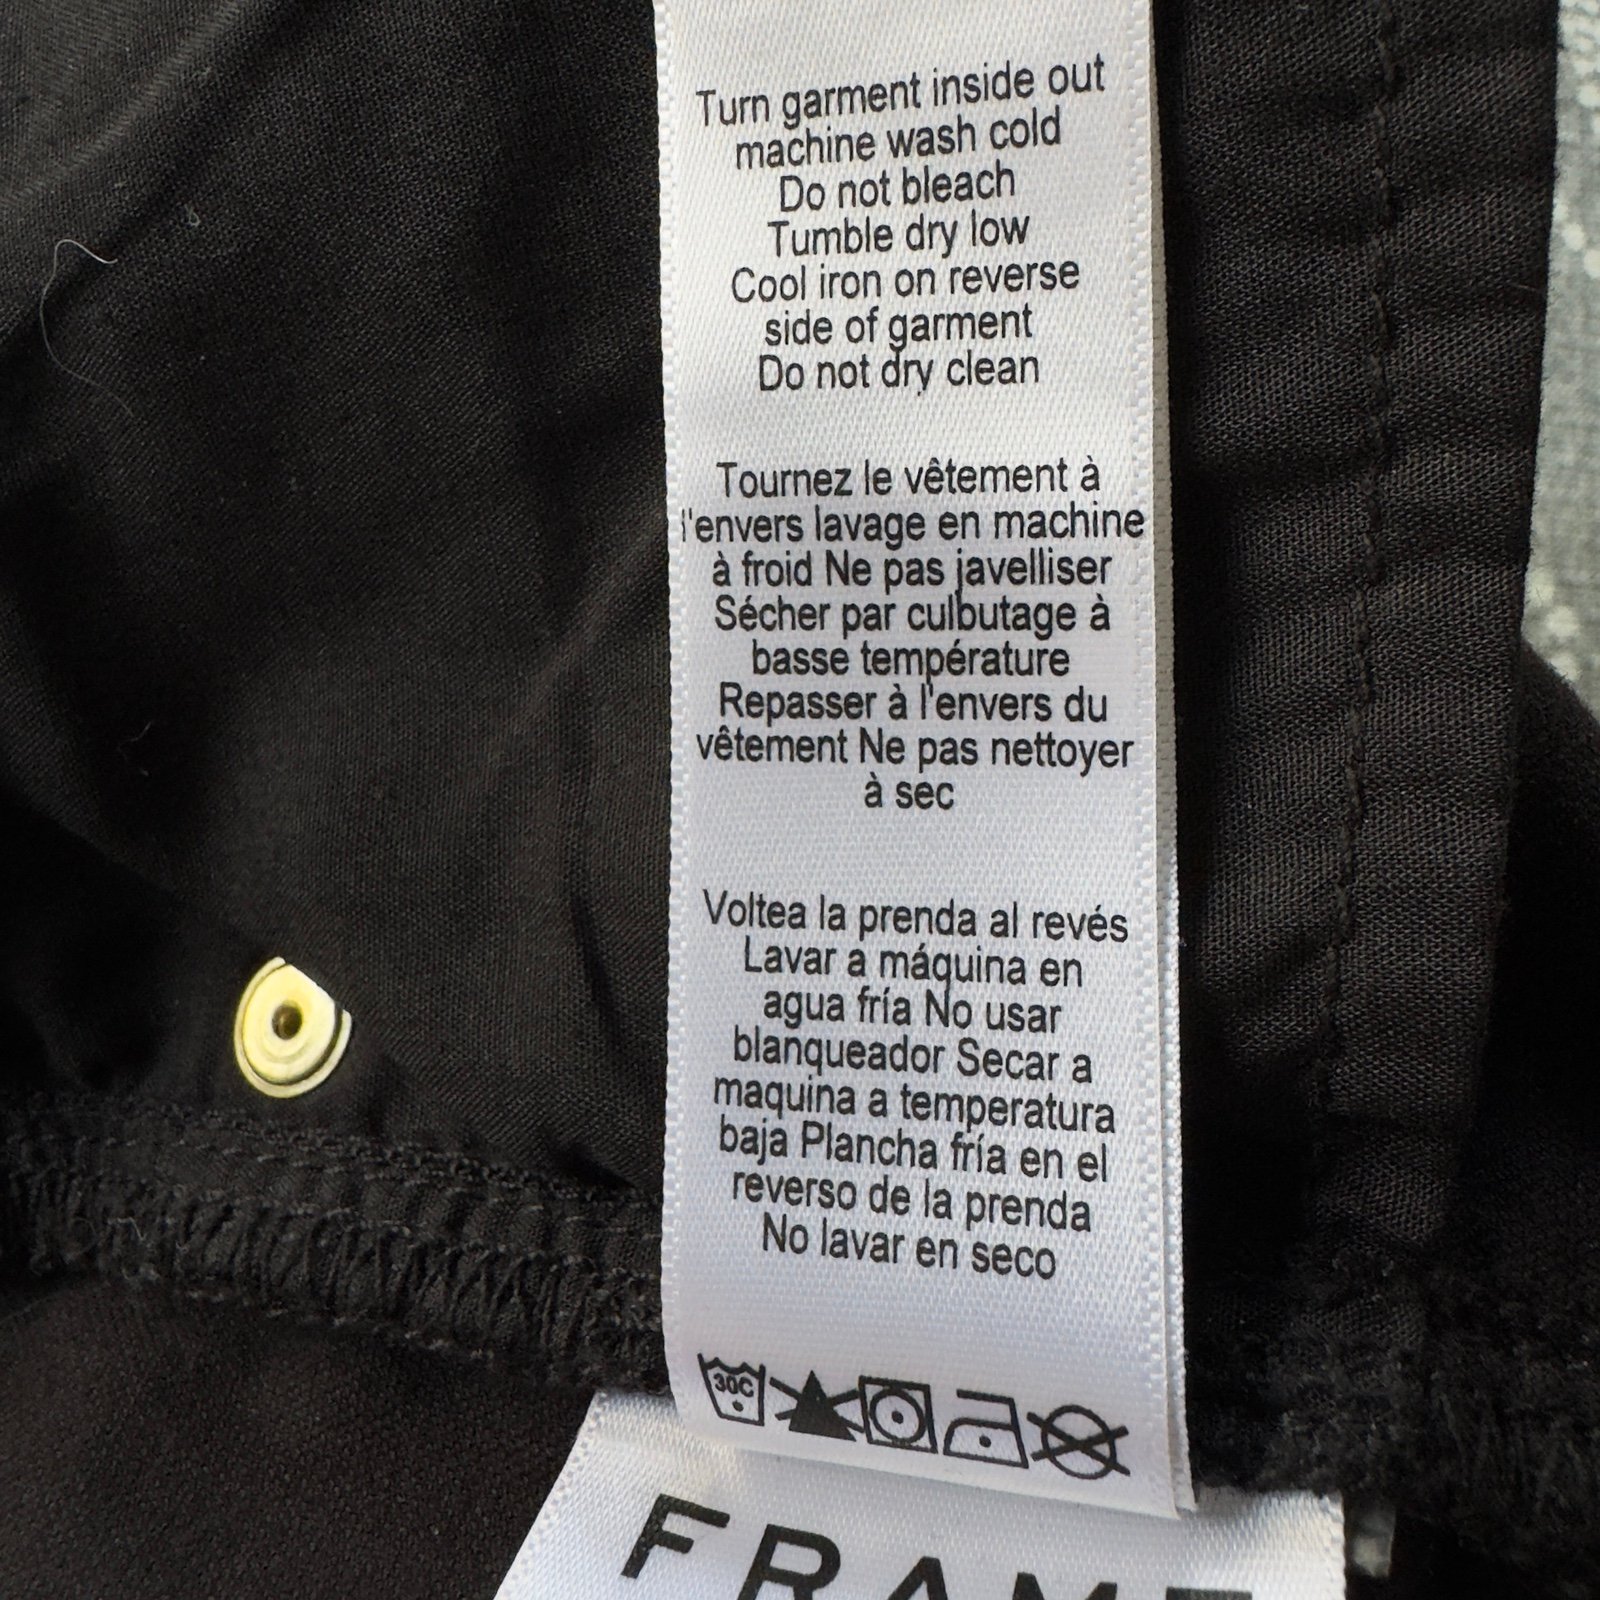 Turn garment inside out
machine wash cold
Do not bleach
Tumble dry low
Cool iron on reverse
side of garment
Do not dry clean
Tournez le vêtement à
l'envers lavage en machine
à froid Ne pas javelliser
Sécher par culbutage à
basse température
Repasser à l'envers du
vêtement Ne pas nettoyer
à sec
Voltea la prenda al revés
Lavar a máquina en
agua fría No usar
blanqueador Secar a
maquina a temperatura
baja Plancha fría en el
reverso de la prenda
No lavar en seco
30C
FRAME